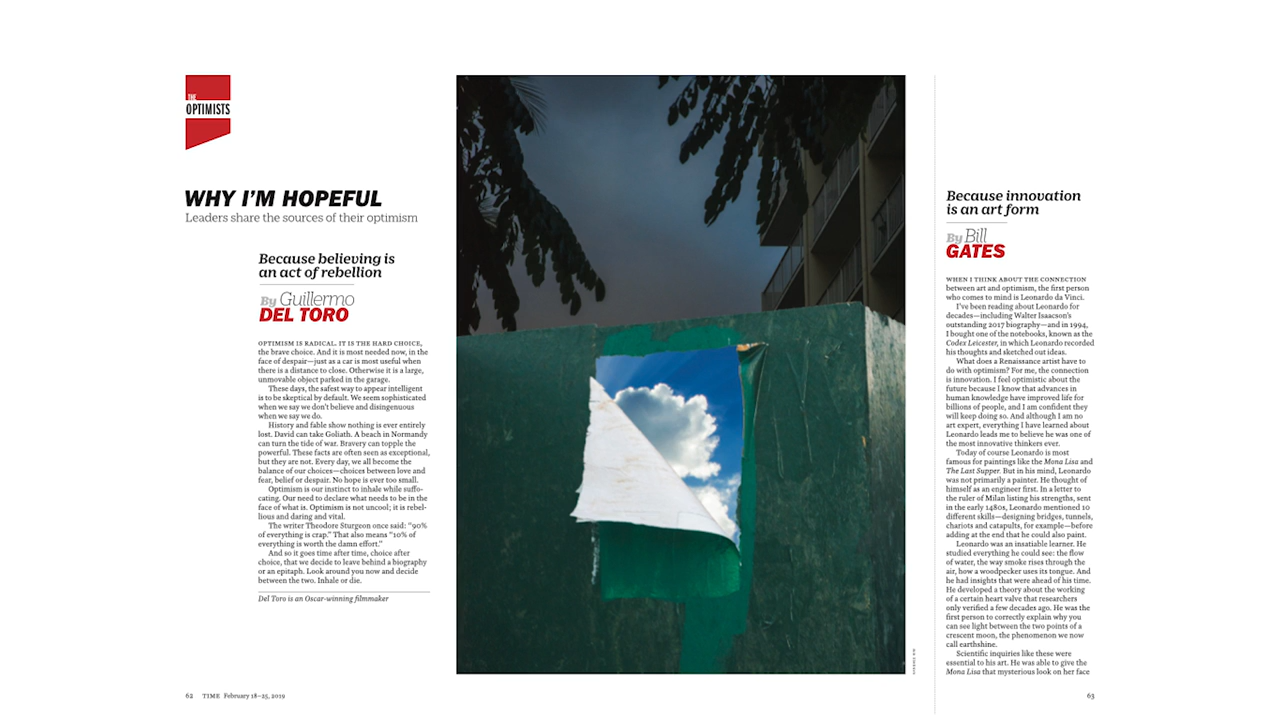 THE
OPTIMISTS
WHY I'M HOPEFUL
Leaders share the sources of their optimism
Because believing is
an act of rebellion
By Guillermo
DEL TORO
OPTIMISM IS RADICAL. IT IS THE HARD CHOICE,
the brave choice. And it is most needed now, in the
face of despair—just as a car is most useful when
there is a distance to close. Otherwise it is a large,
unmovable object parked in the garage.
These days, the safest way to appear intelligent
is to be skeptical by default. We seem sophisticated
when we say we don't believe and disingenuous
when we say we do.
History and fable show nothing is ever entirely
lost. David can take Goliath. A beach in Normandy
can turn the tide of war. Bravery can topple the
powerful. These facts are often seen as exceptional,
but they are not. Every day, we all become the
balance of our choices—choices between love and
fear, belief or despair. No hope is ever too small.
Optimism is our instinct to inhale while suffo-
cating. Our need to declare what needs to be in the
face of what is. Optimism is not uncool; it is rebel-
lious and daring and vital.
The writer Theodore Sturgeon once said: "90%
of everything is crap." That also means "10% of
everything is worth the damn effort."
And so it goes time after time, choice after
choice, that we decide to leave behind a biography
or an epitaph. Look around you now and decide
between the two. Inhale or die.
Del Toro is an Oscar-winning filmmaker
62 TIME February 18–25, 2019
Because innovation
is an art form
By Bill
GATES
WHEN I THINK ABOUT THE CONNECTION
between art and optimism, the first person
who comes to mind is Leonardo da Vinci.
I've been reading about Leonardo for
decades—including Walter Isaacson's
outstanding 2017 biography—and in 1994,
I bought one of the notebooks, known as the
Codex Leicester, in which Leonardo recorded
his thoughts and sketched out ideas.
What does a Renaissance artist have to
do with optimism? For me, the connection
is innovation. I feel optimistic about the
future because I know that advances in
human knowledge have improved life for
billions of people, and I am confident they
will keep doing so. And although I am no
art expert, everything I have learned about
Leonardo leads me to believe he was one of
the most innovative thinkers ever.
Today of course Leonardo is most
famous for paintings like the Mona Lisa and
The Last Supper. But in his mind, Leonardo
was not primarily a painter. He thought of
himself as an engineer first. In a letter to
the ruler of Milan listing his strengths, sent
in the early 1480s, Leonardo mentioned 10
different skills—designing bridges, tunnels,
chariots and catapults, for example—before
adding at the end that he could also paint.
Leonardo was an insatiable learner. He
studied everything he could see: the flow
of water, the way smoke rises through the
air, how a woodpecker uses its tongue. And
he had insights that were ahead of his time.
He developed a theory about the working
of a certain heart valve that researchers
only verified a few decades ago. He was the
first person to correctly explain why you
can see light between the two points of a
crescent moon, the phenomenon we now
call earthshine.
Scientific inquiries like these were
essential to his art. He was able to give the
Mona Lisa that mysterious look on her face
63